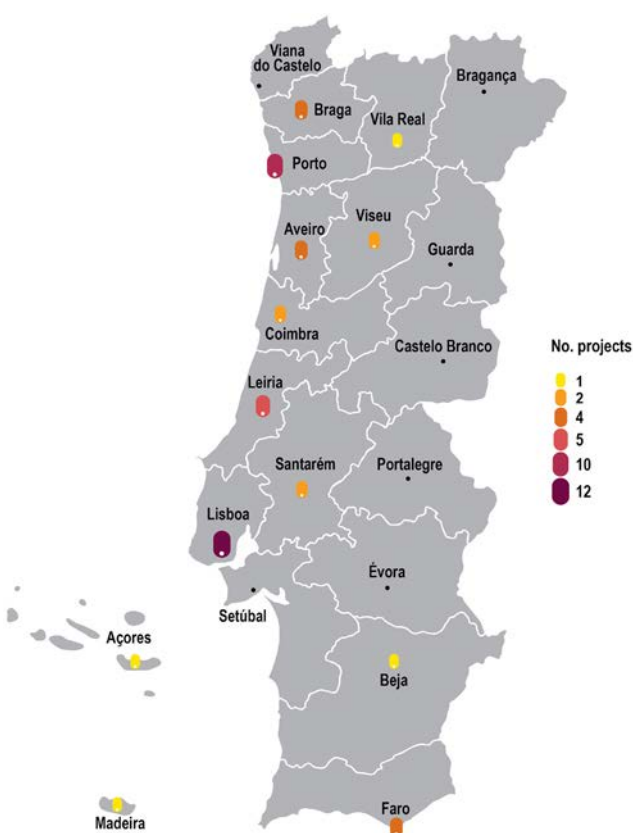 Viana
do Castelo
Bragança
Braga
Vila Real
Porto
Viseu
Aveiro
Guarda
Coimbra
Castelo Branco
No. projects
1
2
4
5
10
12
Leiria
Santarém
Portalegre
Lisboa
Évora
Setúbal
Açores
Beja
Faro
Madeira